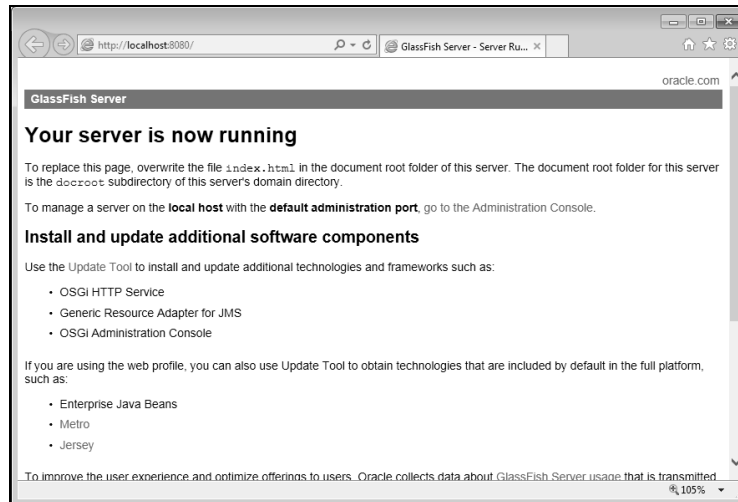 http://localhost:8080/
GlassFish Server - Server Ru...
oracle.com
GlassFish Server
Your server is now running
To replace this page, overwrite the file index.html in the document root folder of this server. The document root folder for this server
is the docroot subdirectory of this server's domain directory.
To manage a server on the local host with the default administration port, go to the Administration Console.
Install and update additional software components
Use the Update Tool to install and update additional technologies and frameworks such as:
• OSGi HTTP Service
• Generic Resource Adapter for JMS
• OSGi Administration Console
If you are using the web profile, you can also use Update Tool to obtain technologies that are included by default in the full platform,
such as:
• Enterprise Java Beans
• Metro
• Jersey
To improve the user experience and optimize offerings to users, Oracle collects data about GlassFish Server usage that is transmitted
105%